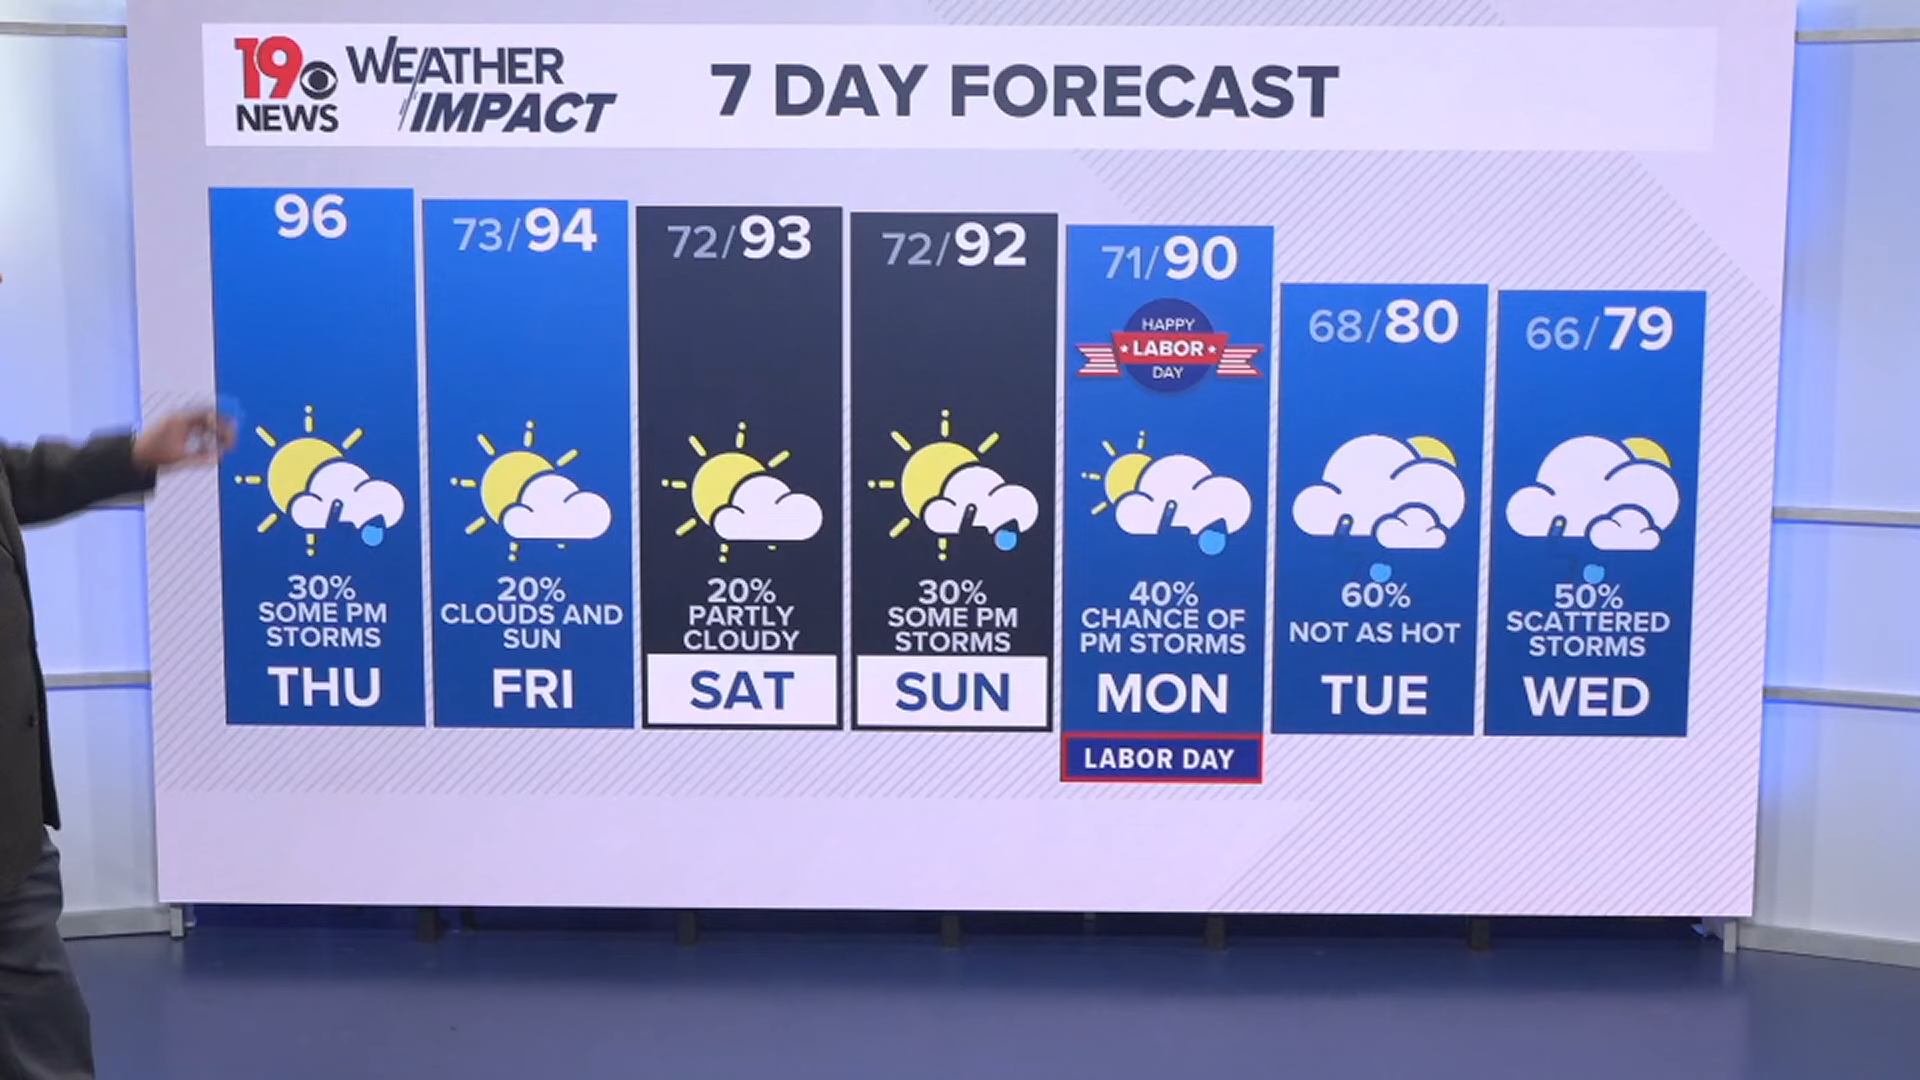 19
NEWS
WEATHER
IMPACT
7 DAY FORECAST
96
30%
SOME PM
STORMS
THU
73/94
20%
CLOUDS AND
SUN
FRI
72/93
20%
PARTLY
CLOUDY
SAT
72/92
30%
SOME PM
STORMS
SUN
71/90
HAPPY
LABOR
DAY
40%
CHANCE OF
PM STORMS
MON
LABOR DAY
68/80
60%
NOT AS HOT
TUE
66/79
50%
SCATTERED
STORMS
WED